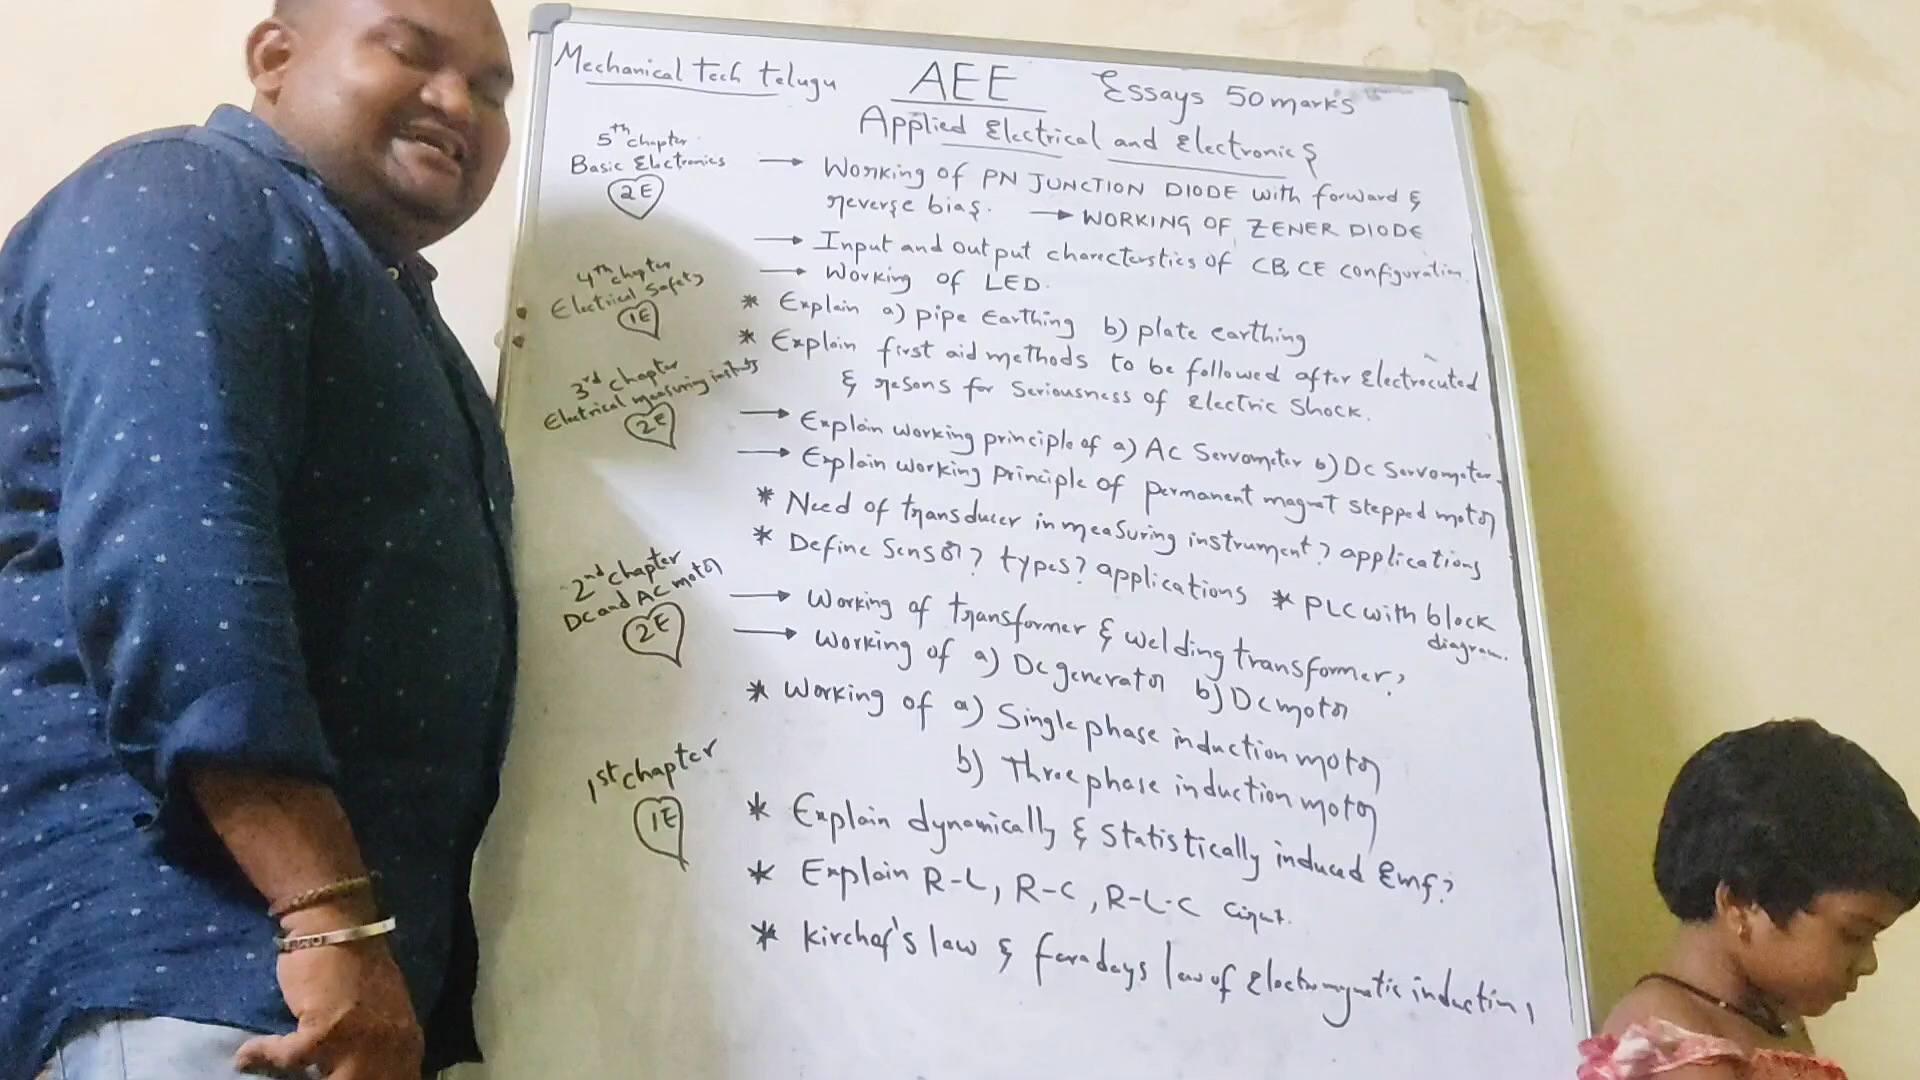 Mechanical Tech telugu AEE Essays 50 marks
Applied Electrical and Electronics
5th chapter
Basic Electronics
2E
→ Working of PN JUNCTION DIODE with forward &
reverse bias. → WORKING OF ZENER DIODE
→ Input and output charecterstics of CB, CE configuration
→ Working of LED.
4th chapter
Electrical Safety
1E
* Explain a) pipe Earthing b) plate earthing
* Explain first aid methods to be followed after Electrocuted
& resons for Seriousness of Electric Shock.
3rd chapter
Electrical measuring
2E
→ Explain working principle of a) AC Servometer b) Dc Servometer
→ Explain working principle of permanent magnet stepped motor
* Need of transducer in measuring instrument? applications
* Define Sensor? types? applications * PLC with block
diagram.
2nd chapter
DC and AC motor
2E
→ Working of transformer & welding transformer?
→ Working of a) Dc generator b) Dc motor
* Working of a) Single phase induction motor
b) Three phase induction motor
1st chapter
1E
* Explain dynamically & Statistically induced Emf?
* Explain R-L, R-C, R-L-C
* Kirchof's law & faradays law of Electromagnetic